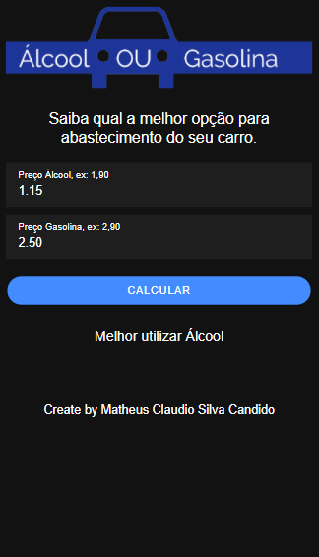 Álcool OU Gasolina
Saiba qual a melhor opção para
abastecimento do seu carro.
Preço Alcool, ex: 1,90
1.15
Preço Gasolina, ex: 2,90
2.50
CALCULAR
Melhor utilizar Álcool
Create by Matheus Claudio Silva Candido